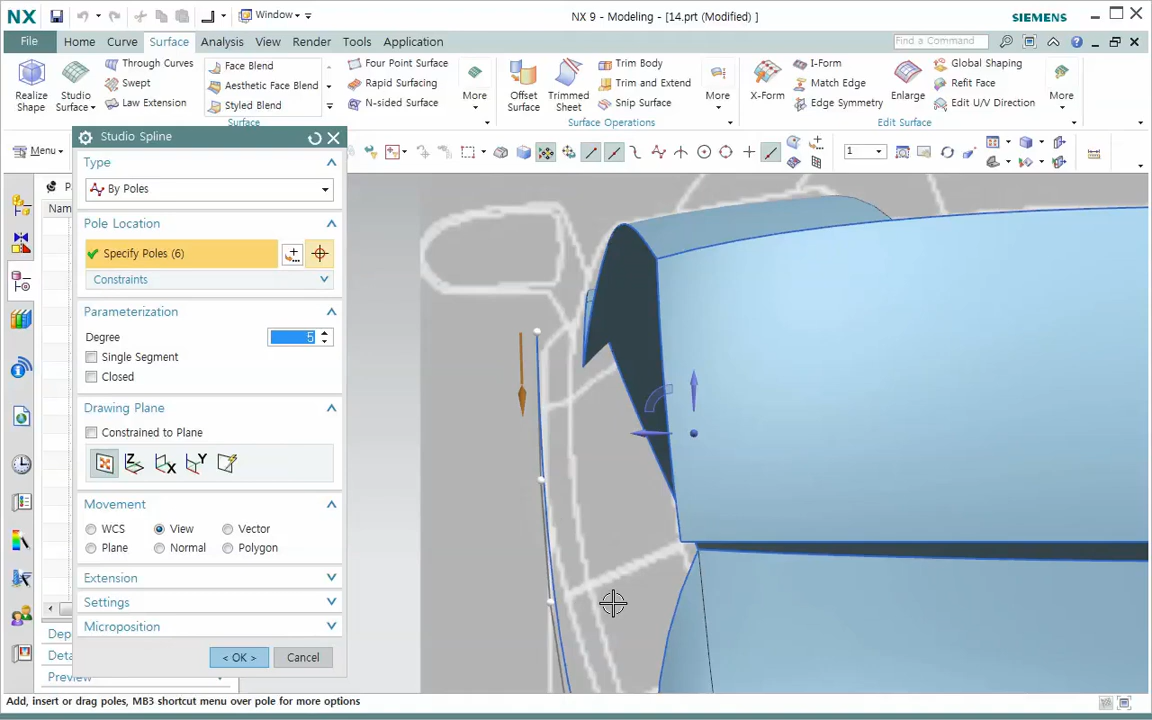 NX Window NX 9 - Modeling - [14.prt (Modified) ] SIEMENS
File Home Curve Surface Analysis View Render Tools Application Find a Command
Realize Shape
Studio Surface
Through Curves
Swept
Law Extension
Face Blend
Aesthetic Face Blend
Styled Blend
Four Point Surface
Rapid Surfacing
N-sided Surface
More
Offset Surface
Trimmed Sheet
Trim Body
Trim and Extend
Snip Surface
More
X-Form
I-Form
Match Edge
Edge Symmetry
Enlarge
Global Shaping
Refit Face
Edit U/V Direction
More
Surface Surface Operations Edit Surface
Menu
1
Nam
Studio Spline
Type
By Poles
Pole Location
Specify Poles (6)
Constraints
Parameterization
Degree 5
Single Segment
Closed
Drawing Plane
Constrained to Plane
Movement
WCS View Vector
Plane Normal Polygon
Extension
Settings
Microposition
< OK > Cancel
Dep
Deta
Preview
Add, insert or drag poles, MB3 shortcut menu over pole for more options